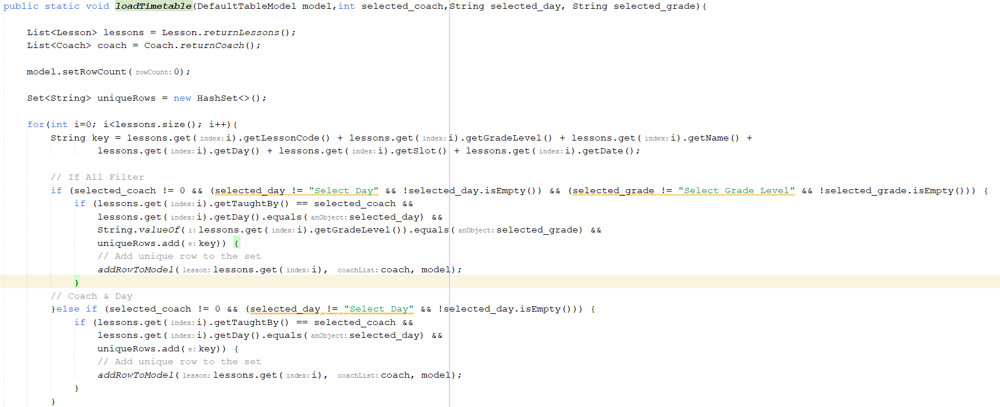 public static void loadTimetable(DefaultTableModel model,int selected_coach,String selected_day, String selected_grade){
List<Lesson> lessons = Lesson.returnLessons();
List<Coach> coach = Coach.returnCoach();
model.setRowCount( rowCount: 0);
Set<String> uniqueRows = new HashSet<>();
for(int i=0; i<lessons.size(); i++){
String key = lessons.get( index: i).getLessonCode() + lessons.get( index: i).getGradeLevel() + lessons.get( index: i).getName() +
lessons.get( index: i).getDay() + lessons.get( index: i).getSlot() + lessons.get( index: i).getDate();
// If All Filter
if (selected_coach != 0 && (selected_day != "Select Day" && !selected_day.isEmpty()) && (selected_grade != "Select Grade Level" && !selected_grade.isEmpty())) {
if (lessons.get( index: i).getTaughtBy() == selected_coach &&
lessons.get( index: i).getDay().equals( anObject: selected_day) &&
String.valueOf( i: lessons.get( index: i).getGradeLevel()).equals( anObject: selected_grade) &&
uniqueRows.add( e: key)) {
// Add unique row to the set
addRowToModel( lesson: lessons.get( index: i), coachList: coach, model);
}
// Coach & Day
}else if (selected_coach != 0 && (selected_day != "Select Day" && !selected_day.isEmpty())) {
if (lessons.get( index: i).getTaughtBy() == selected_coach &&
lessons.get( index: i).getDay().equals( anObject: selected_day) &&
uniqueRows.add( e: key)) {
// Add unique row to the set
addRowToModel( lesson: lessons.get( index: i), coachList: coach, model);
}
}